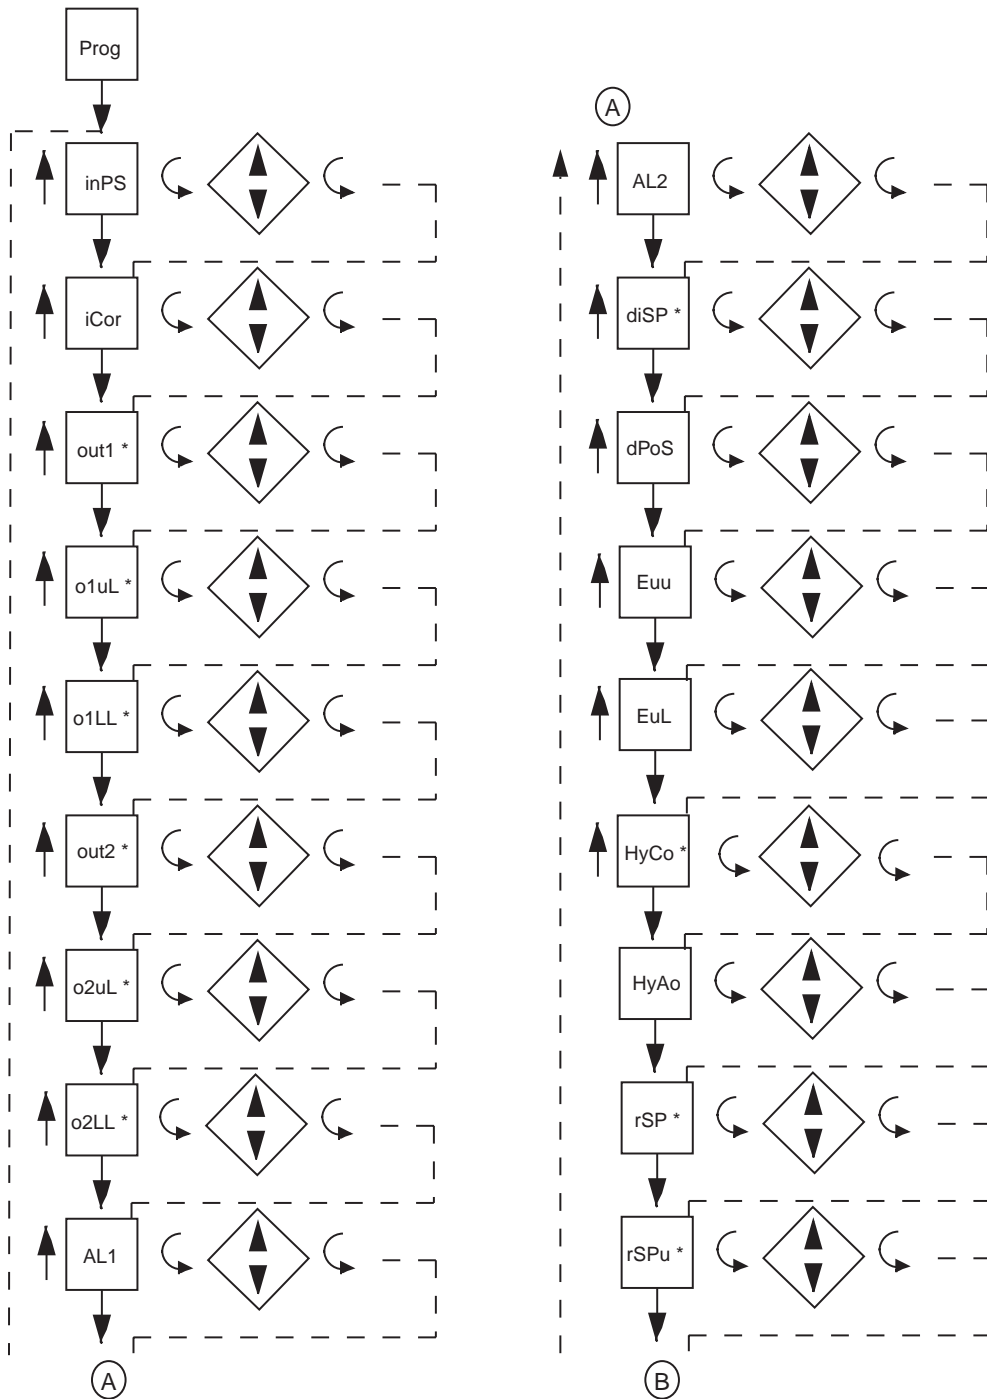 Prog
inPS
iCor
out1 *
o1uL *
o1LL *
out2 *
o2uL *
o2LL *
AL1
A
A
AL2
diSP *
dPoS
Euu
EuL
HyCo *
HyAo
rSP *
rSPu *
B